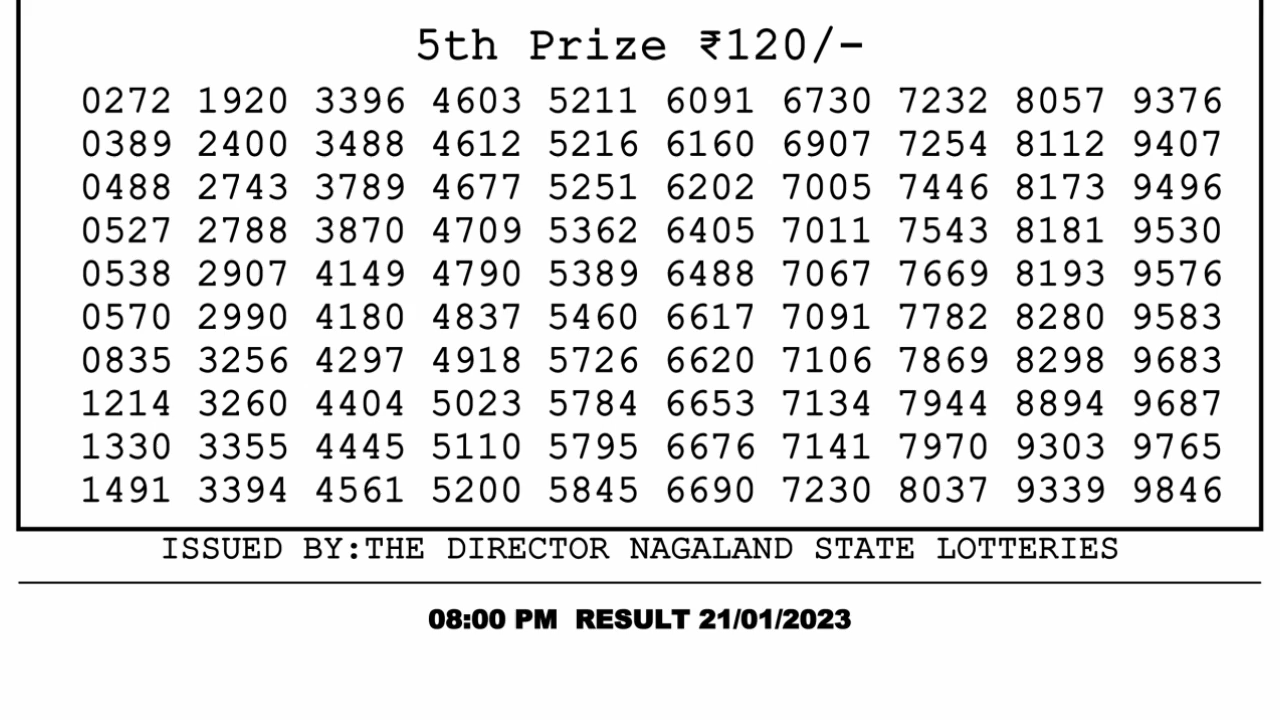 5th Prize ₹120/-
0272 1920 3396 4603 5211 6091 6730 7232 8057 9376
0389 2400 3488 4612 5216 6160 6907 7254 8112 9407
0488 2743 3789 4677 5251 6202 7005 7446 8173 9496
0527 2788 3870 4709 5362 6405 7011 7543 8181 9530
0538 2907 4149 4790 5389 6488 7067 7669 8193 9576
0570 2990 4180 4837 5460 6617 7091 7782 8280 9583
0835 3256 4297 4918 5726 6620 7106 7869 8298 9683
1214 3260 4404 5023 5784 6653 7134 7944 8894 9687
1330 3355 4445 5110 5795 6676 7141 7970 9303 9765
1491 3394 4561 5200 5845 6690 7230 8037 9339 9846
ISSUED BY:THE DIRECTOR NAGALAND STATE LOTTERIES
08:00 PM RESULT 21/01/2023